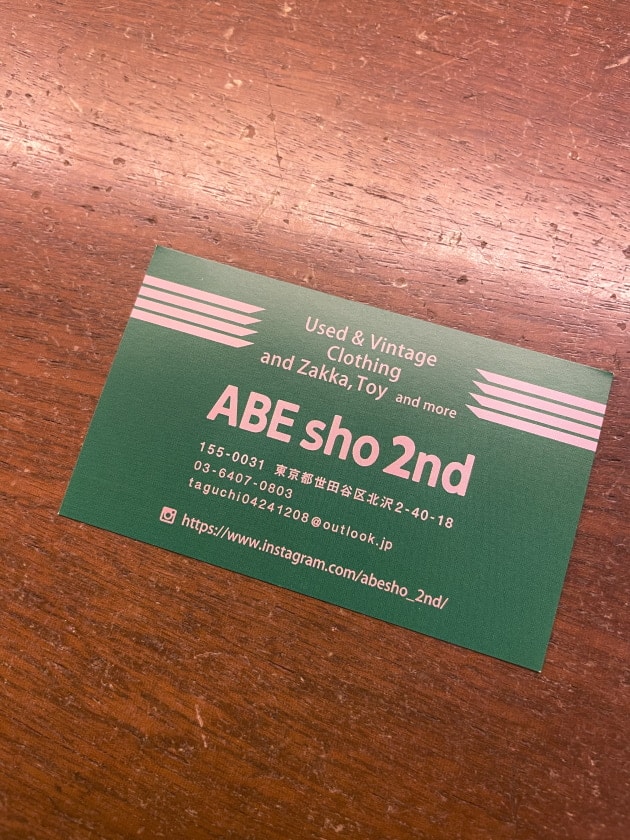 Used & Vintage
Clothing
and Zakka, Toy and more
ABE sho 2nd
155-0031 東京都世田谷区北沢2-40-18
03-6407-0803
taguchi04241208@outlook.jp
https://www.instagram.com/abesho_2nd/